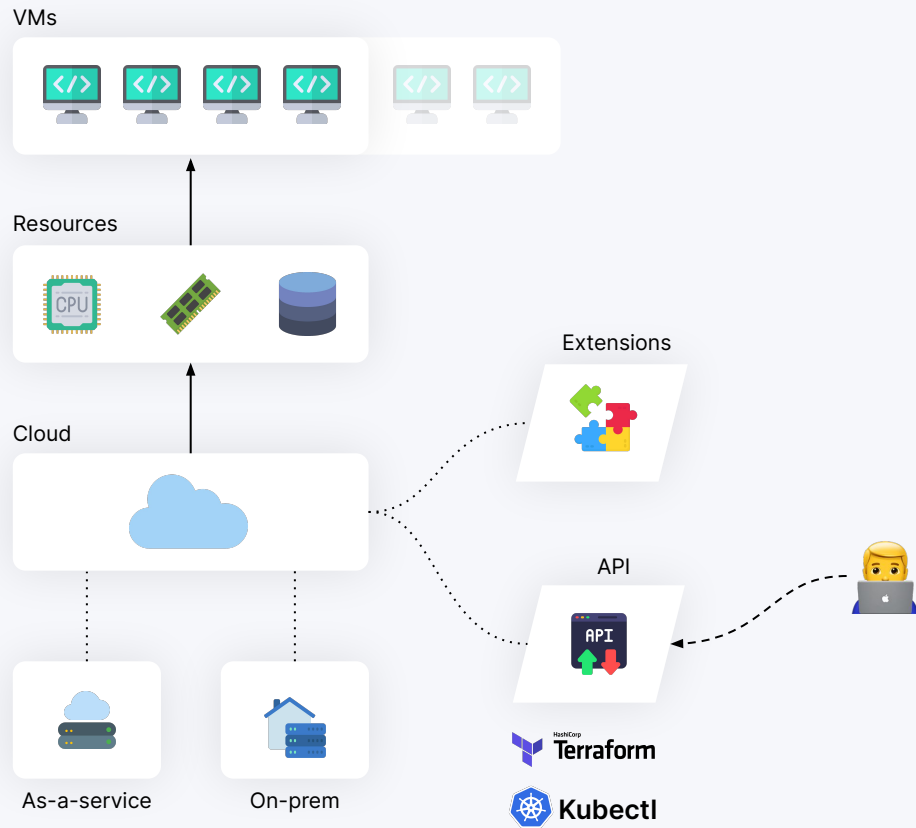 VMs
</> </> </> </> </> </>
Resources
CPU
Extensions
Cloud
API
API
HashiCorp
Terraform
As-a-service
On-prem
Kubectl